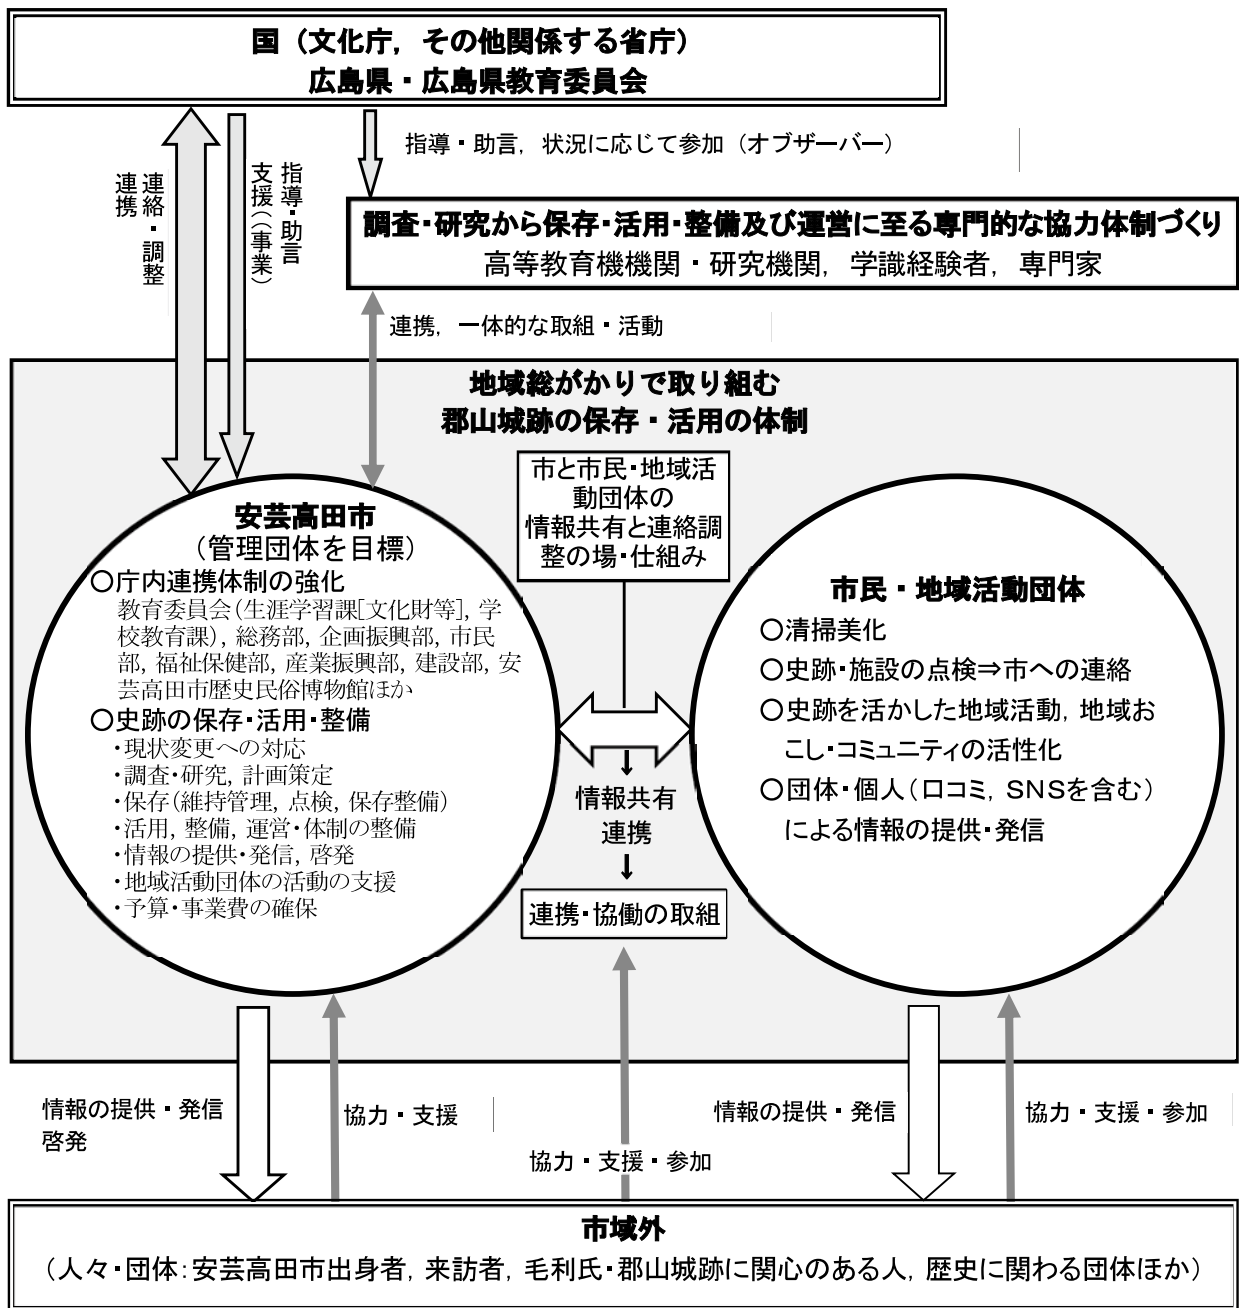 国（文化庁，その他関係する省庁）
広島県・広島県教育委員会
指導・助言，状況に応じて参加（オブザーバー）
連絡・調整
連携
指導・助言
支援（（事業）
調査・研究から保存・活用・整備及び運営に至る専門的な協力体制づくり
高等教育機機関・研究機関，学識経験者，専門家
連携，一体的な取組・活動
地域総がかりで取り組む
郡山城跡の保存・活用の体制
安芸高田市
（管理団体を目標）
○庁内連携体制の強化
教育委員会（生涯学習課［文化財等］，学
校教育課），総務部，企画振興部，市民
部，福祉保健部，産業振興部，建設部，安
芸高田市歴史民俗博物館ほか
○史跡の保存・活用・整備
・現状変更への対応
・調査・研究，計画策定
・保存（維持管理，点検，保存整備）
・活用，整備，運営・体制の整備
・情報の提供・発信，啓発
・地域活動団体の活動の支援
・予算・事業費の確保
市と市民・地域活
動団体の
情報共有と連絡調
整の場・仕組み
↓
情報共有
連携
↓
連携・協働の取組
市民・地域活動団体
○清掃美化
○史跡・施設の点検⇒市への連絡
○史跡を活かした地域活動，地域お
こし・コミュニティの活性化
○団体・個人（口コミ，ＳＮＳを含む）
による情報の提供・発信
情報の提供・発信
啓発
協力・支援
協力・支援・参加
情報の提供・発信
協力・支援・参加
市域外
（人々・団体：安芸高田市出身者，来訪者，毛利氏・郡山城跡に関心のある人，歴史に関わる団体ほか）